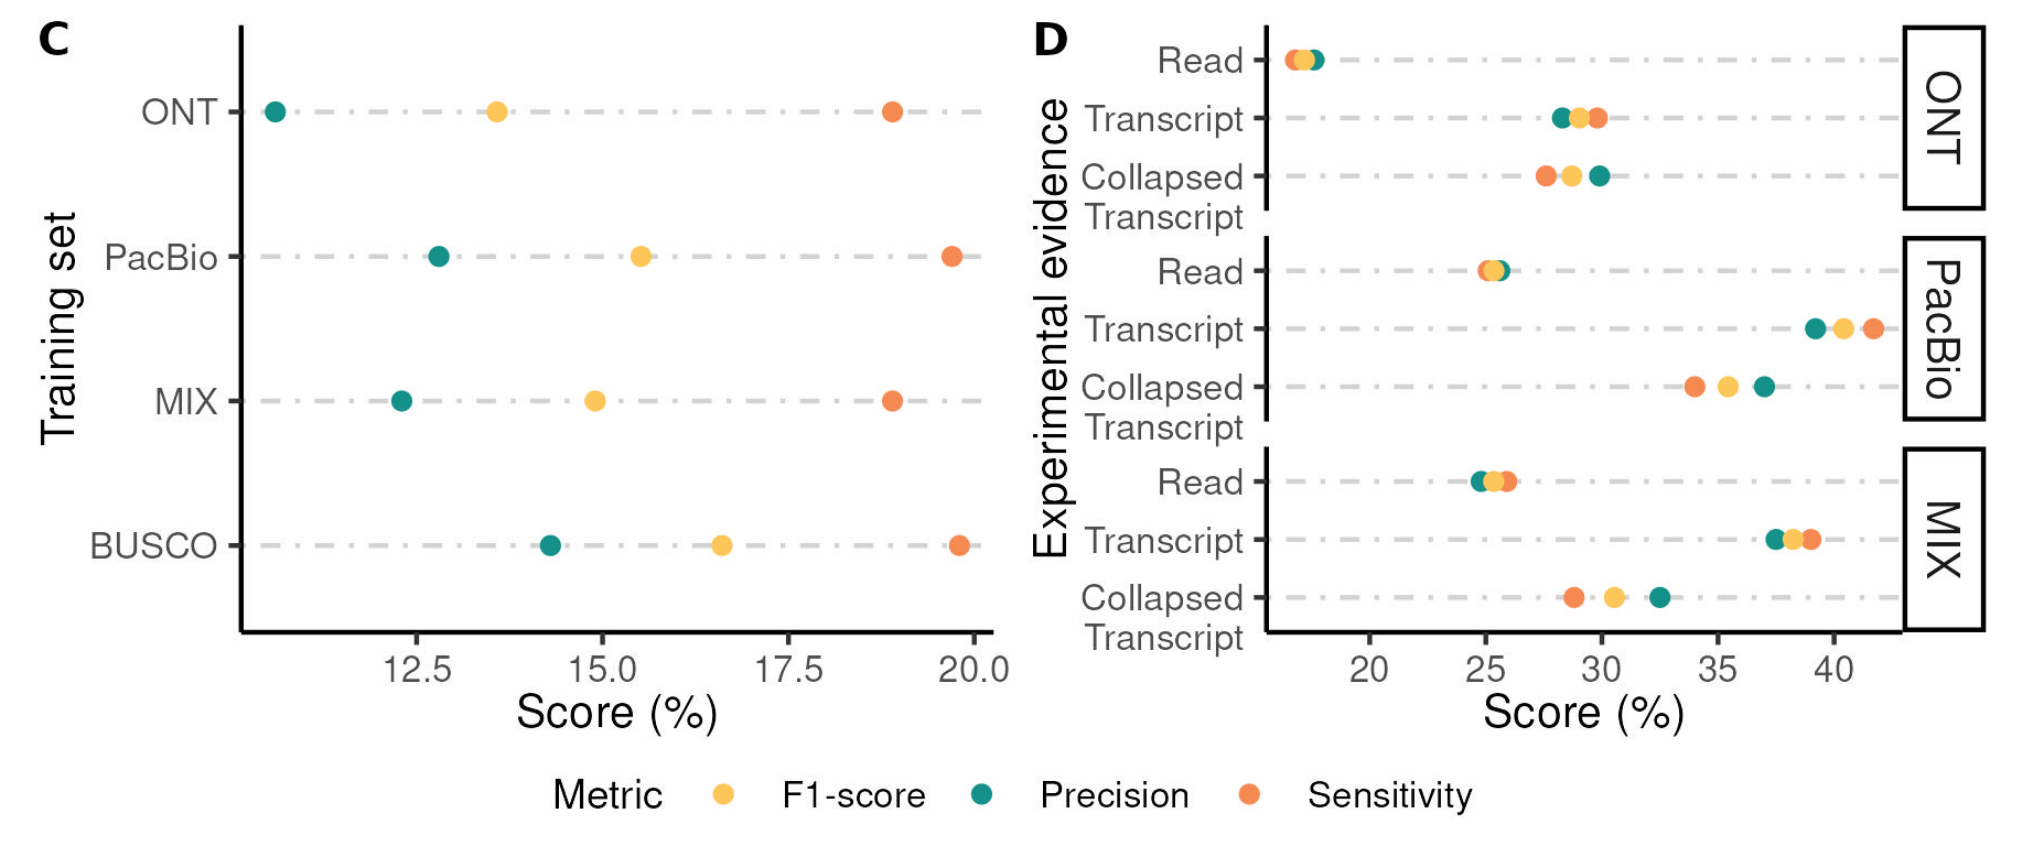 C
Training set
ONT
PacBio
MIX
BUSCO
12.5 15.0 17.5 20.0
Score (%)
D
Experimental evidence
Read
Transcript
Collapsed
Transcript
ONT
Read
Transcript
Collapsed
Transcript
PacBio
Read
Transcript
Collapsed
Transcript
MIX
20 25 30 35 40
Score (%)
Metric F1-score Precision Sensitivity